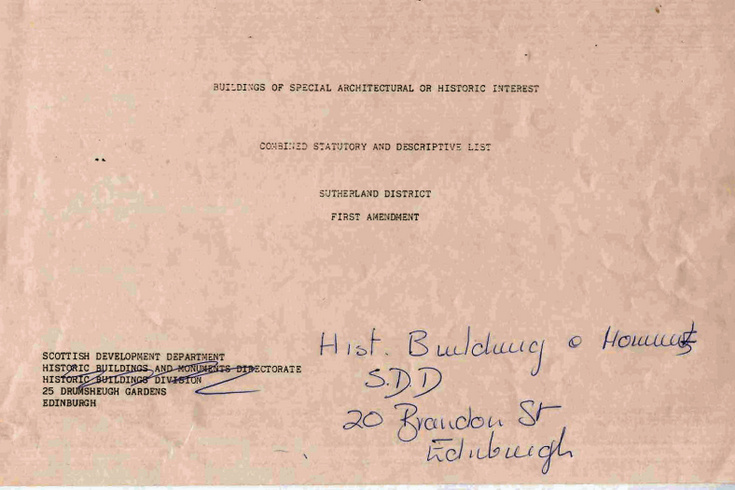 BUILDINGS OF SPECIAL ARCHITECTURAL OR HISTORIC INTEREST
COMBINED STATUTORY AND DESCRIPTIVE LIST
SUTHERLAND DISTRICT
FIRST AMENDMENT
SCOTTISH DEVELOPMENT DEPARTMENT
HISTORIC BUILDINGS AND MONUMENTS DIRECTORATE
HISTORIC BUILDINGS DIVISION
25 DRUMSHEUGH GARDENS
EDINBURGH
Hist. Building
S.D.D
20 Brandon St
Edinburgh